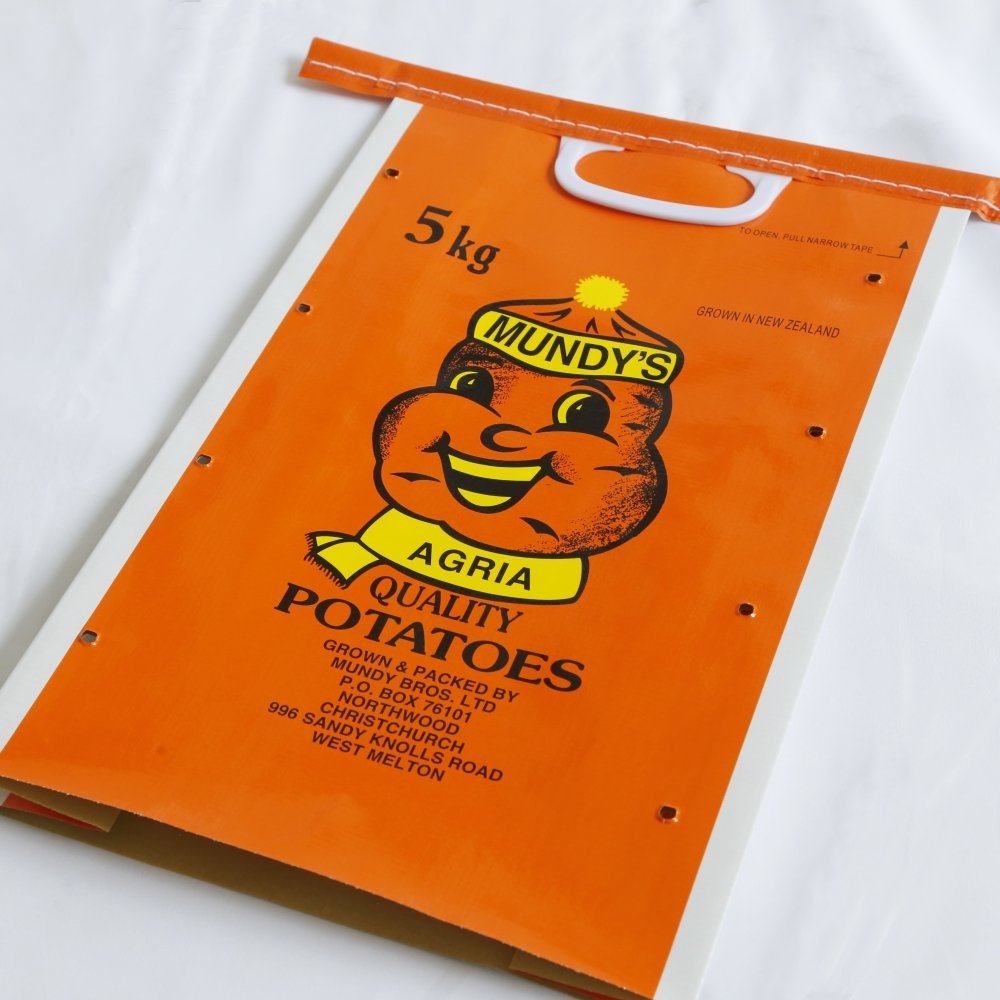 5 kg
TO OPEN, PULL NARROW TAPE
GROWN IN NEW ZEALAND
MUNDY'S
AGRIA
QUALITY
POTATOES
GROWN & PACKED BY
MUNDY BROS. LTD
P.O. BOX 76101
NORTHWOOD
CHRISTCHURCH
996 SANDY KNOLLS ROAD
WEST MELTON